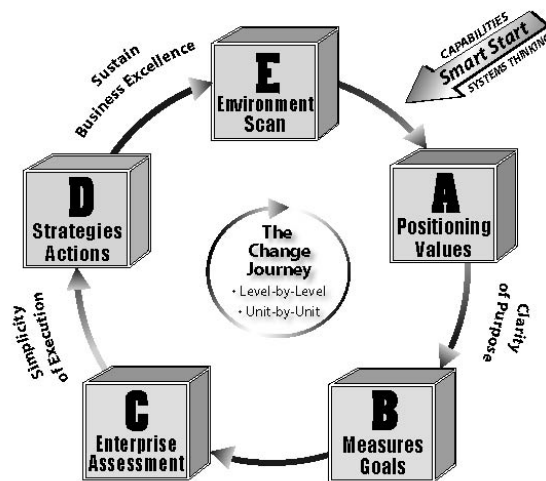 CAPABILITIES
Smart Start
SYSTEMS THINKING
Sustain
Business Excellence
E
Environment
Scan
A
Positioning
Values
Clarity
of Purpose
B
Measures
Goals
C
Enterprise
Assessment
Simplicity
of Execution
D
Strategies
Actions
The
Change
Journey
• Level-by-Level
• Unit-by-Unit